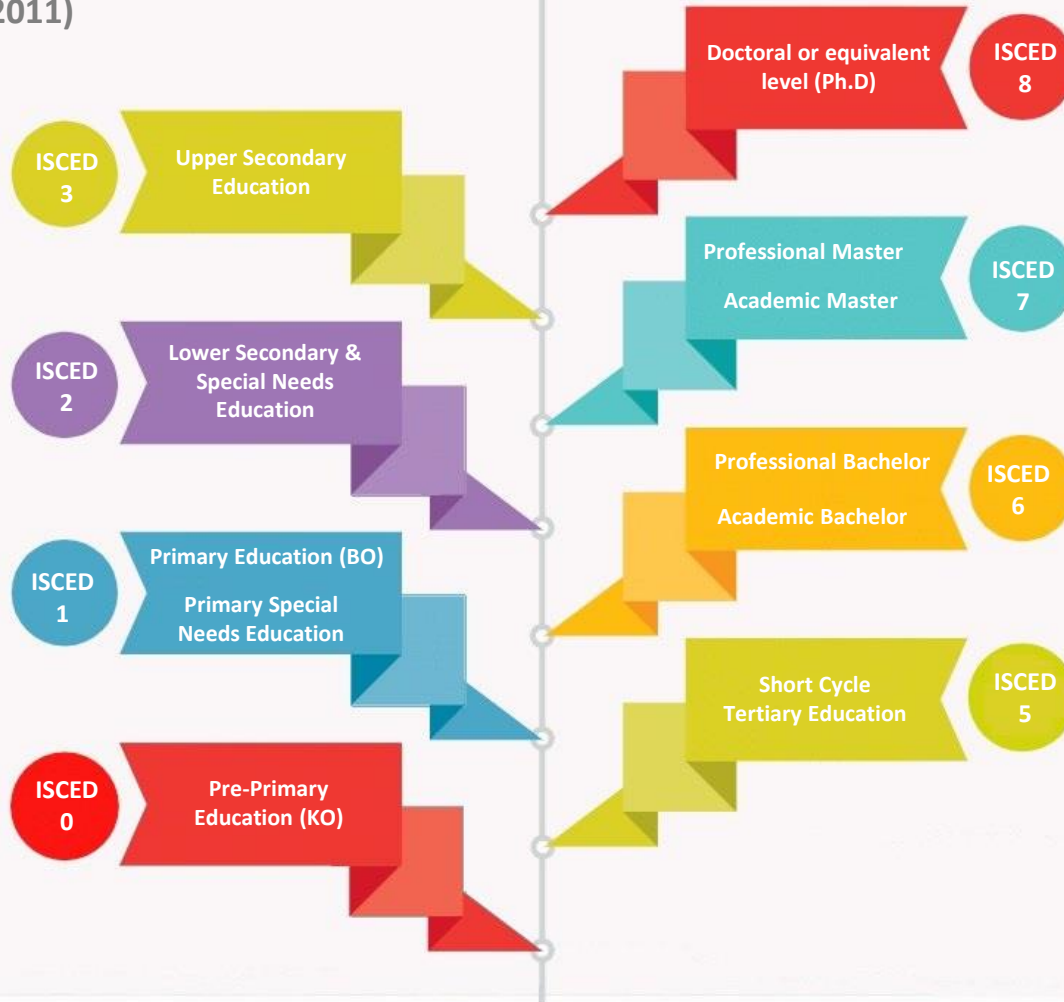 2011)
ISCED
3
Upper Secondary
Education
ISCED
2
Lower Secondary &
Special Needs
Education
ISCED
1
Primary Education (BO)
Primary Special
Needs Education
ISCED
0
Pre-Primary
Education (KO)
Doctoral or equivalent
level (Ph.D)
ISCED
8
Professional Master
Academic Master
ISCED
7
Professional Bachelor
Academic Bachelor
ISCED
6
Short Cycle
Tertiary Education
ISCED
5